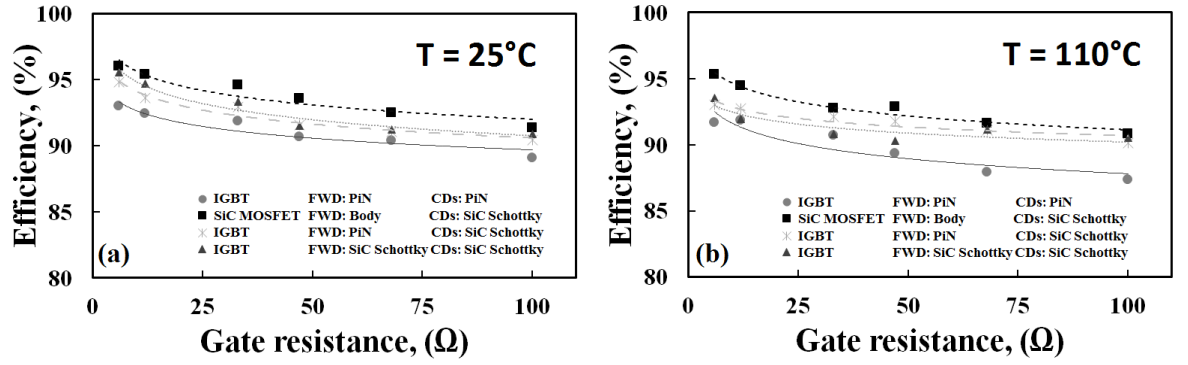 100
95
90
85
80
Efficiency, (%)
T = 25°C
IGBT FWD: PiN CDs: PiN
SiC MOSFET FWD: Body CDs: SiC Schottky
IGBT FWD: PiN CDs: SiC Schottky
IGBT FWD: SiC Schottky CDs: SiC Schottky
(a)
0 25 50 75 100
Gate resistance, (Ω)
100
95
90
85
80
Efficiency, (%)
T = 110°C
IGBT FWD: PiN CDs: PiN
SiC MOSFET FWD: Body CDs: SiC Schottky
IGBT FWD: PiN CDs: SiC Schottky
IGBT FWD: SiC Schottky CDs: SiC Schottky
(b)
0 25 50 75 100
Gate resistance, (Ω)